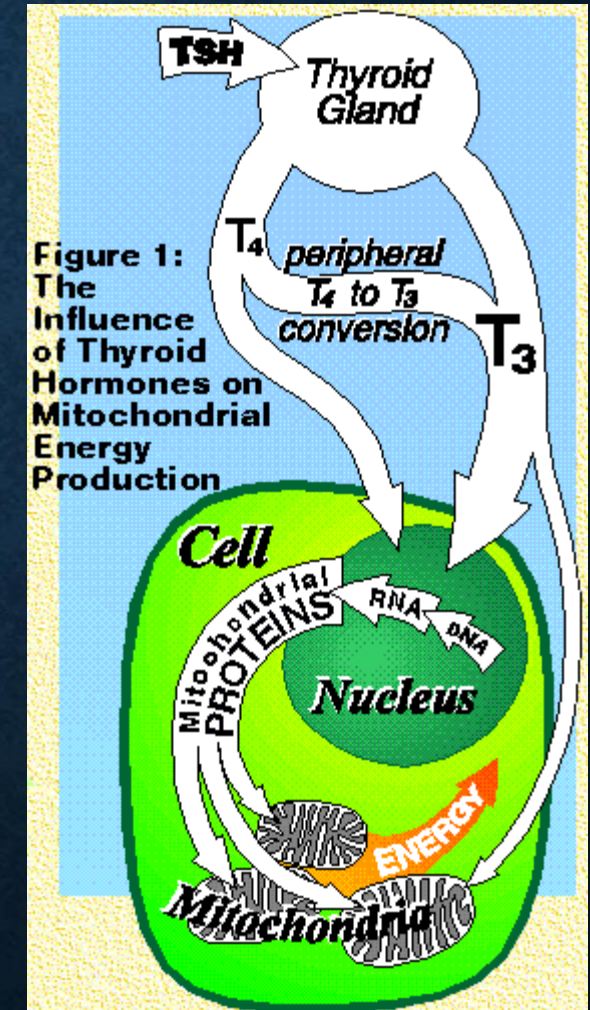 TSH
Thyroid
Gland
T₄
peripheral
T₄ to T₃
conversion
T₃
Figure 1:
The
Influence
of Thyroid
Hormones on
Mitochondrial
Energy
Production
Cell
Mitochondrial
PROTEINS
RNA
DNA
Nucleus
ENERGY
Mitachondria